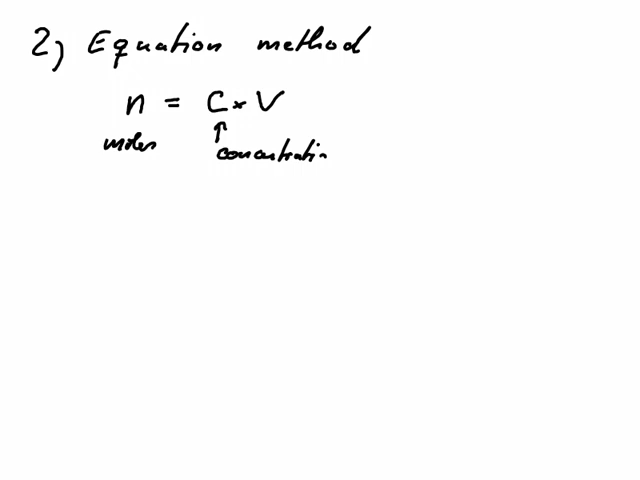 2) Equation method
n = C × V
moles ↑
concentration